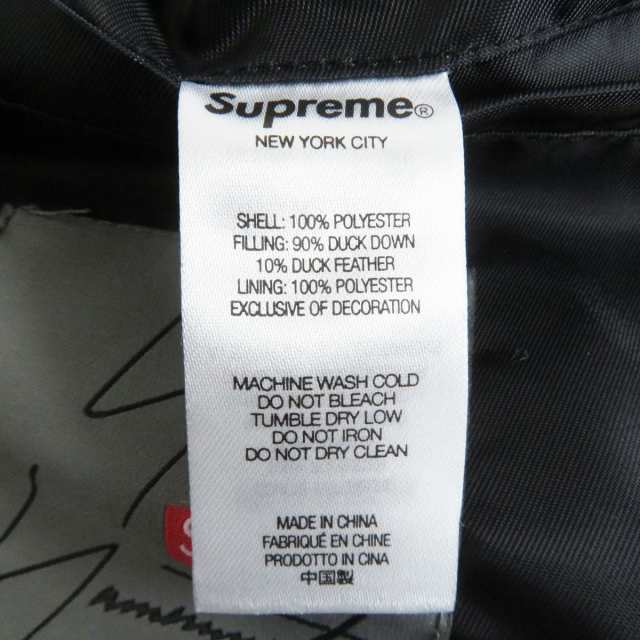 Supreme®
NEW YORK CITY
SHELL: 100% POLYESTER
FILLING: 90% DUCK DOWN
10% DUCK FEATHER
LINING: 100% POLYESTER
EXCLUSIVE OF DECORATION
MACHINE WASH COLD
DO NOT BLEACH
TUMBLE DRY LOW
DO NOT IRON
DO NOT DRY CLEAN
MADE IN CHINA
FABRIQUÉ EN CHINE
PRODOTTO IN CINA
中国製